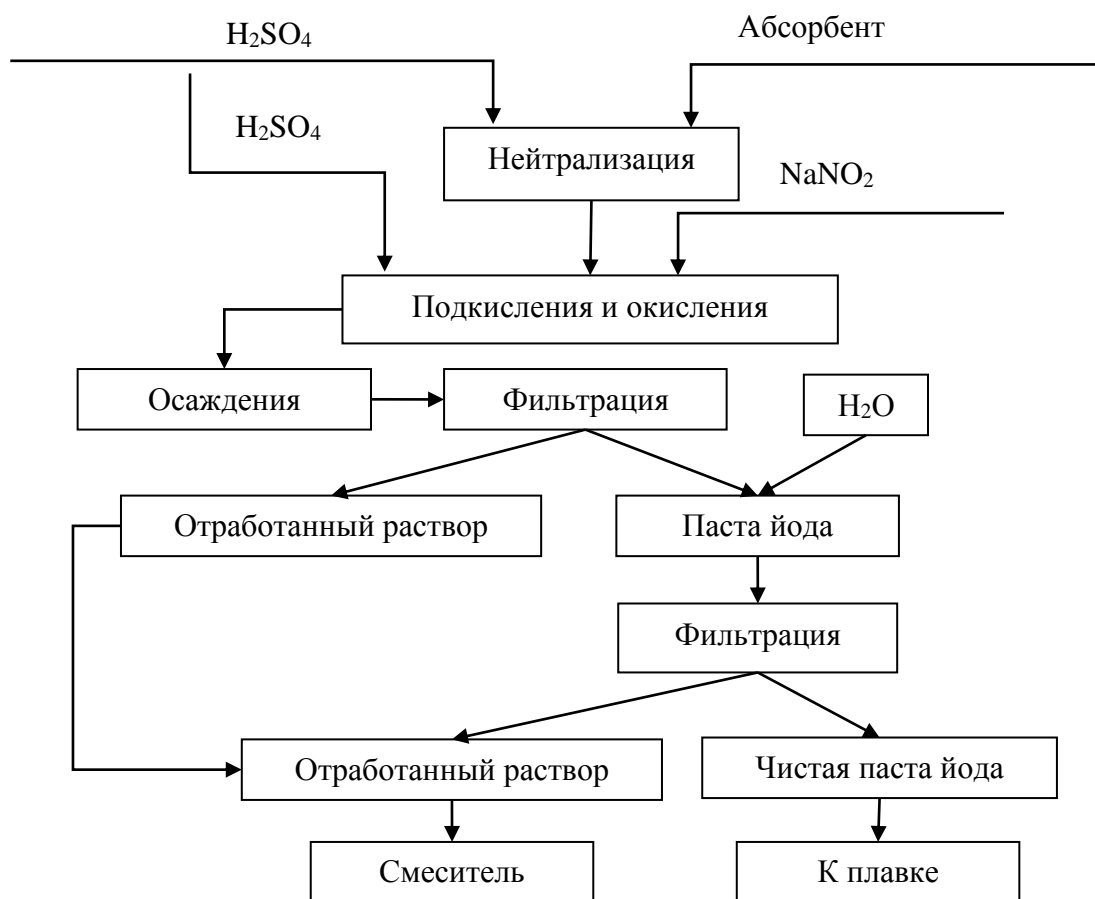 H₂SO₄
Абсорбент
H₂SO₄
Нейтрализация
NaNO₂
Подкисления и окисления
Осаждения
Фильтрация
H₂O
Отработанный раствор
Паста йода
Фильтрация
Отработанный раствор
Чистая паста йода
Смеситель
К плавке